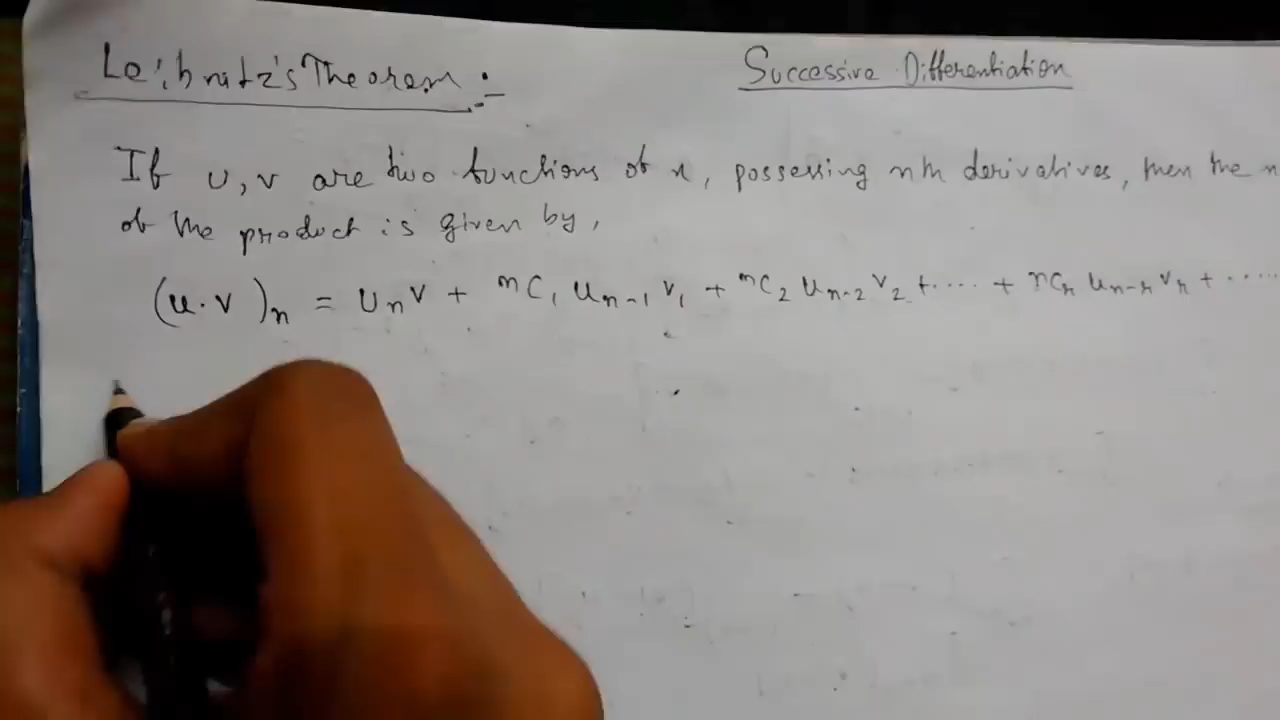 Leibnitz's Theorem :-
Successive Differentiation
If u, v are two functions of x, possessing nth derivatives, then the n
of the product is given by,
(u.v)ₙ = uₙv + ⁿC₁ uₙ₋₁ v₁ + ⁿC₂ uₙ₋₂ v₂ + .... + ⁿCᵣ uₙ₋ᵣ vᵣ + .....